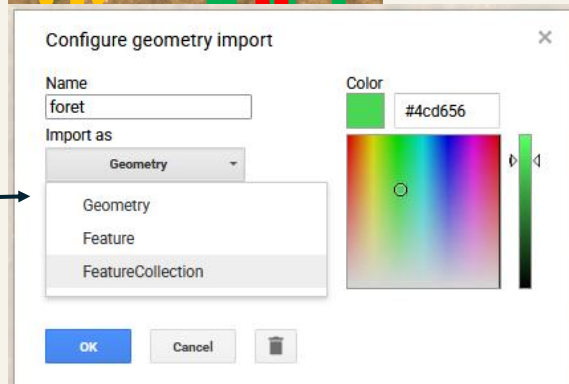 Configure geometry import
Name
foret
Import as
Geometry
Geometry
Feature
FeatureCollection
Color
#4cd656
OK
Cancel